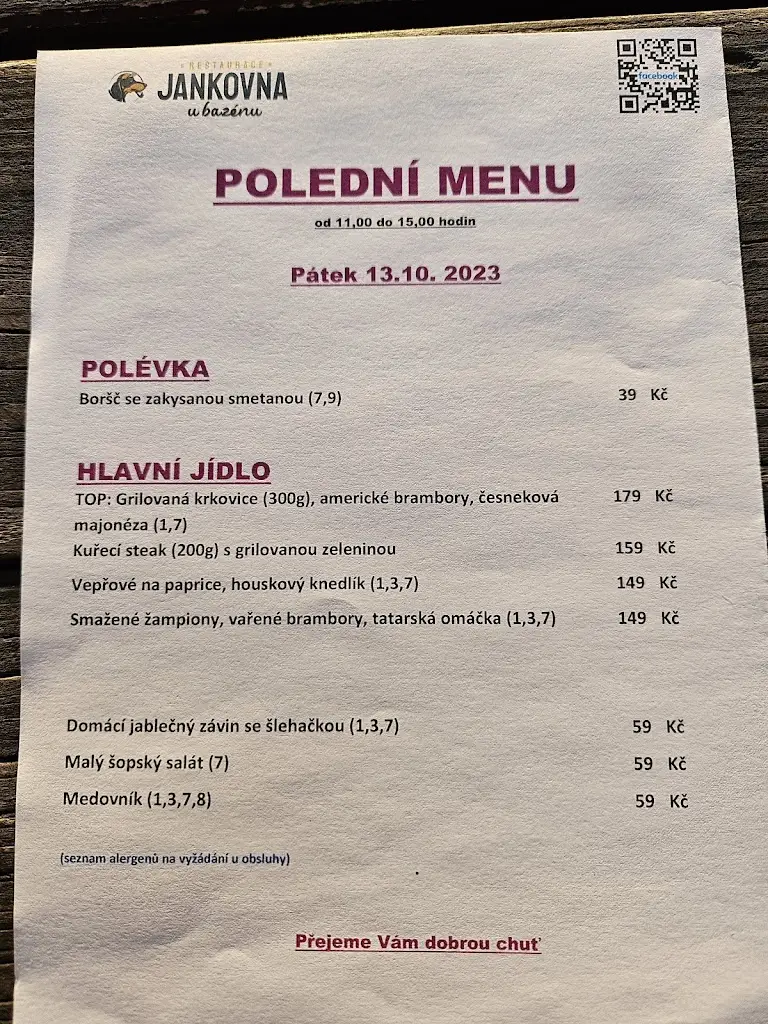 RESTAURACE
JANKOVNA
u bazénu
facebook
POLEDNÍ MENU
od 11,00 do 15,00 hodin
Pátek 13.10. 2023
POLÉVKA
Boršč se zakysanou smetanou (7,9) 39 Kč
HLAVNÍ JÍDLO
TOP: Grilovaná krkovice (300g), americké brambory, česneková 179 Kč
majonéza (1,7)
Kuřecí steak (200g) s grilovanou zeleninou 159 Kč
Vepřové na paprice, houskový knedlík (1,3,7) 149 Kč
Smažené žampiony, vařené brambory, tatarská omáčka (1,3,7) 149 Kč
Domácí jablečný závin se šlehačkou (1,3,7) 59 Kč
Malý šopský salát (7) 59 Kč
Medovník (1,3,7,8) 59 Kč
(seznam alergenů na vyžádání u obsluhy)
Přejeme Vám dobrou chuť